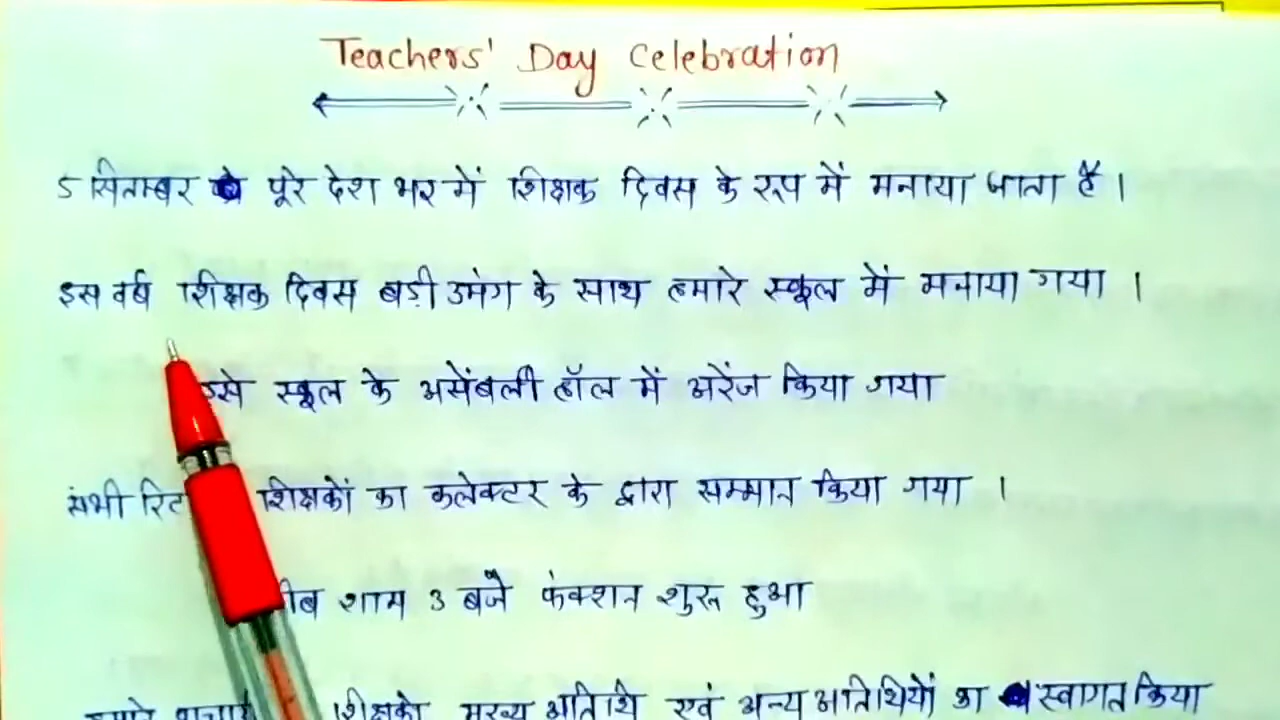 Teachers' Day Celebration
5 सितम्बर पूरे देश भर में शिक्षक दिवस के रूप में मनाया जाता है ।
इस वर्ष शिक्षक दिवस बड़ी उमंग के साथ हमारे स्कूल में मनाया गया ।
स्कूल के असेंबली हॉल में अरेंज किया गया
सभी शिक्षकों का कलेक्टर के द्वारा सम्मान किया गया ।
शाम 3 बजे फंक्शन शुरू हुआ
शिक्षको मुख्य अतिथि एवं अन्य अतिथियों का स्वागत किया